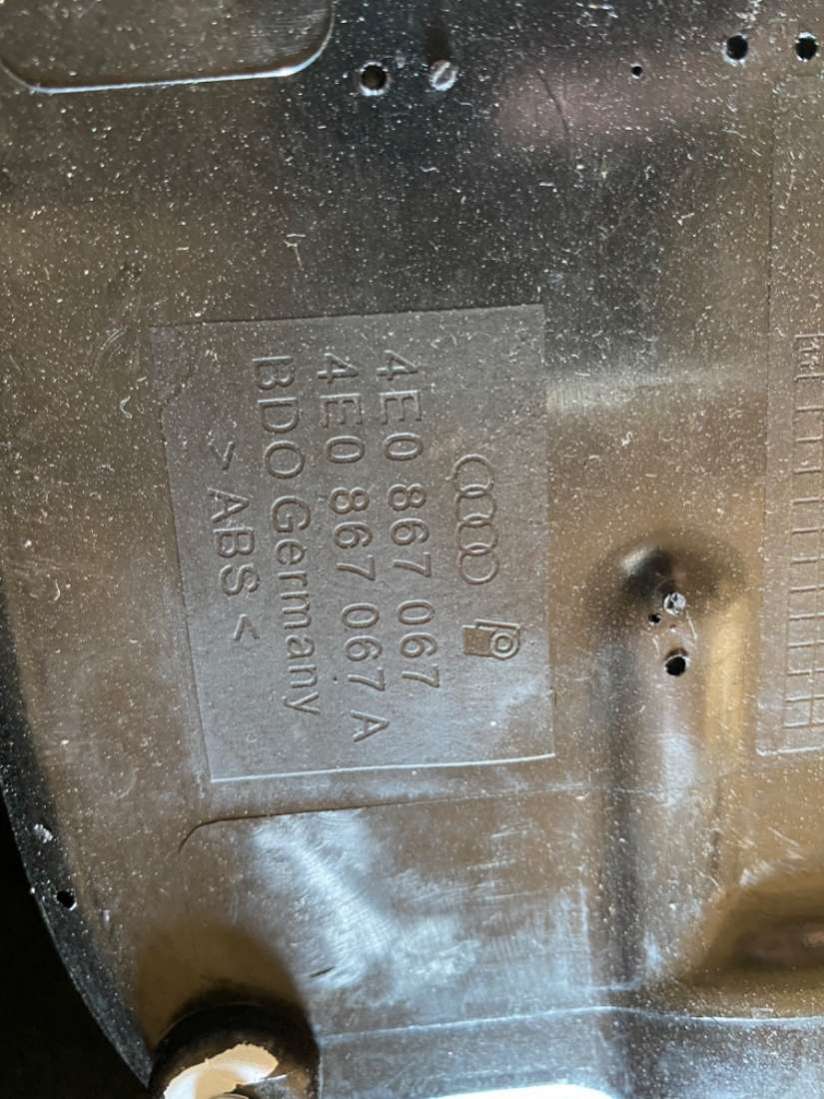 4E0 867 067
4E0 867 067 A
BDO Germany
>ABS<